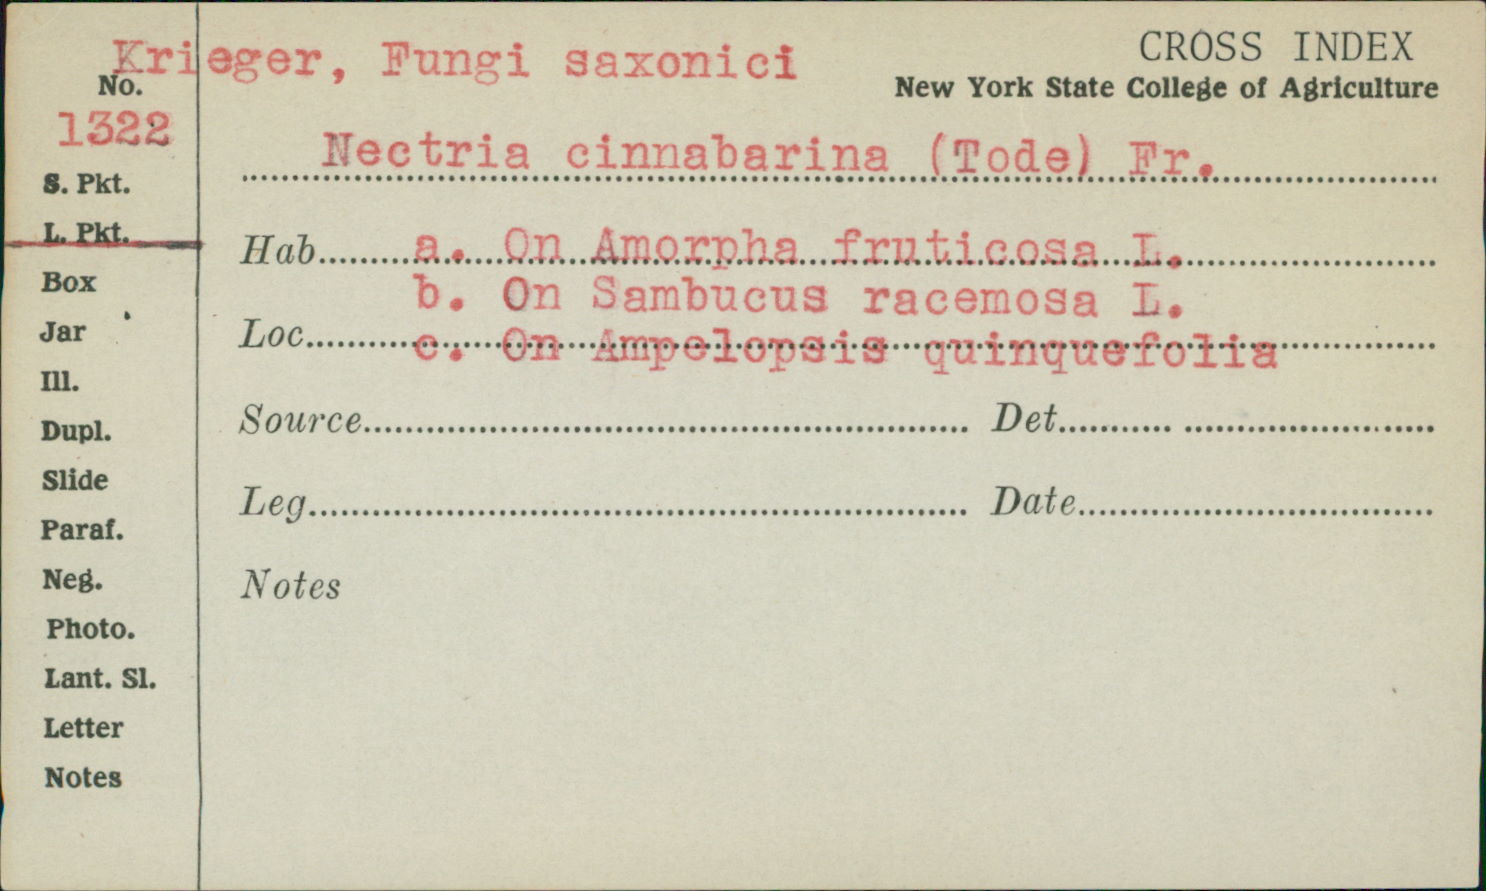 Krieger, Fungi saxonici
CROSS INDEX
New York State College of Agriculture
No.
1322
Nectria cinnabarina (Tode) Fr.
S. Pkt.
L. Pkt.
Hab. a. On Amorpha fruticosa L.
Box
b. On Sambucus racemosa L.
Jar
Loc. c. On Ampelopsis quinquefolia
Ill.
Dupl.
Source Det.
Slide
Leg. Date
Paraf.
Neg.
Notes
Photo.
Lant. Sl.
Letter
Notes